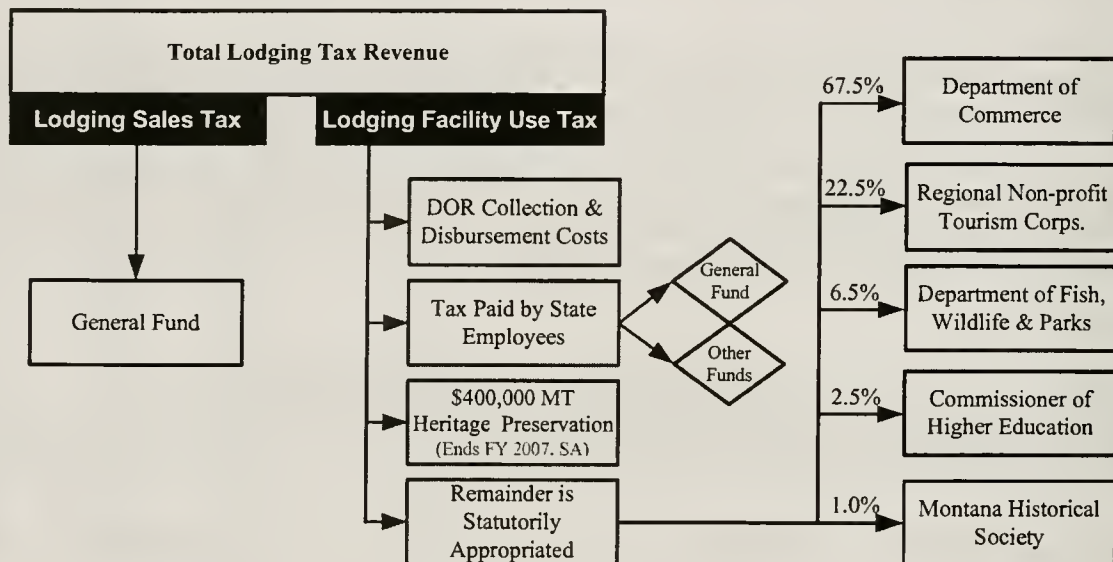 Total Lodging Tax Revenue
Lodging Sales Tax
Lodging Facility Use Tax
General Fund
DOR Collection &
Disbursement Costs
Tax Paid by State
Employees
General
Fund
Other
Funds
$400,000 MT
Heritage Preservation
(Ends FY 2007. SA)
Remainder is
Statutorily
Appropriated
67.5%
Department of
Commerce
22.5%
Regional Non-profit
Tourism Corps.
6.5%
Department of Fish,
Wildlife & Parks
2.5%
Commissioner of
Higher Education
1.0%
Montana Historical
Society